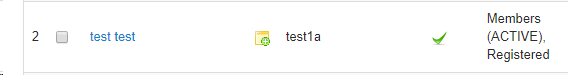 2 test test test1a Members
(ACTIVE),
Registered